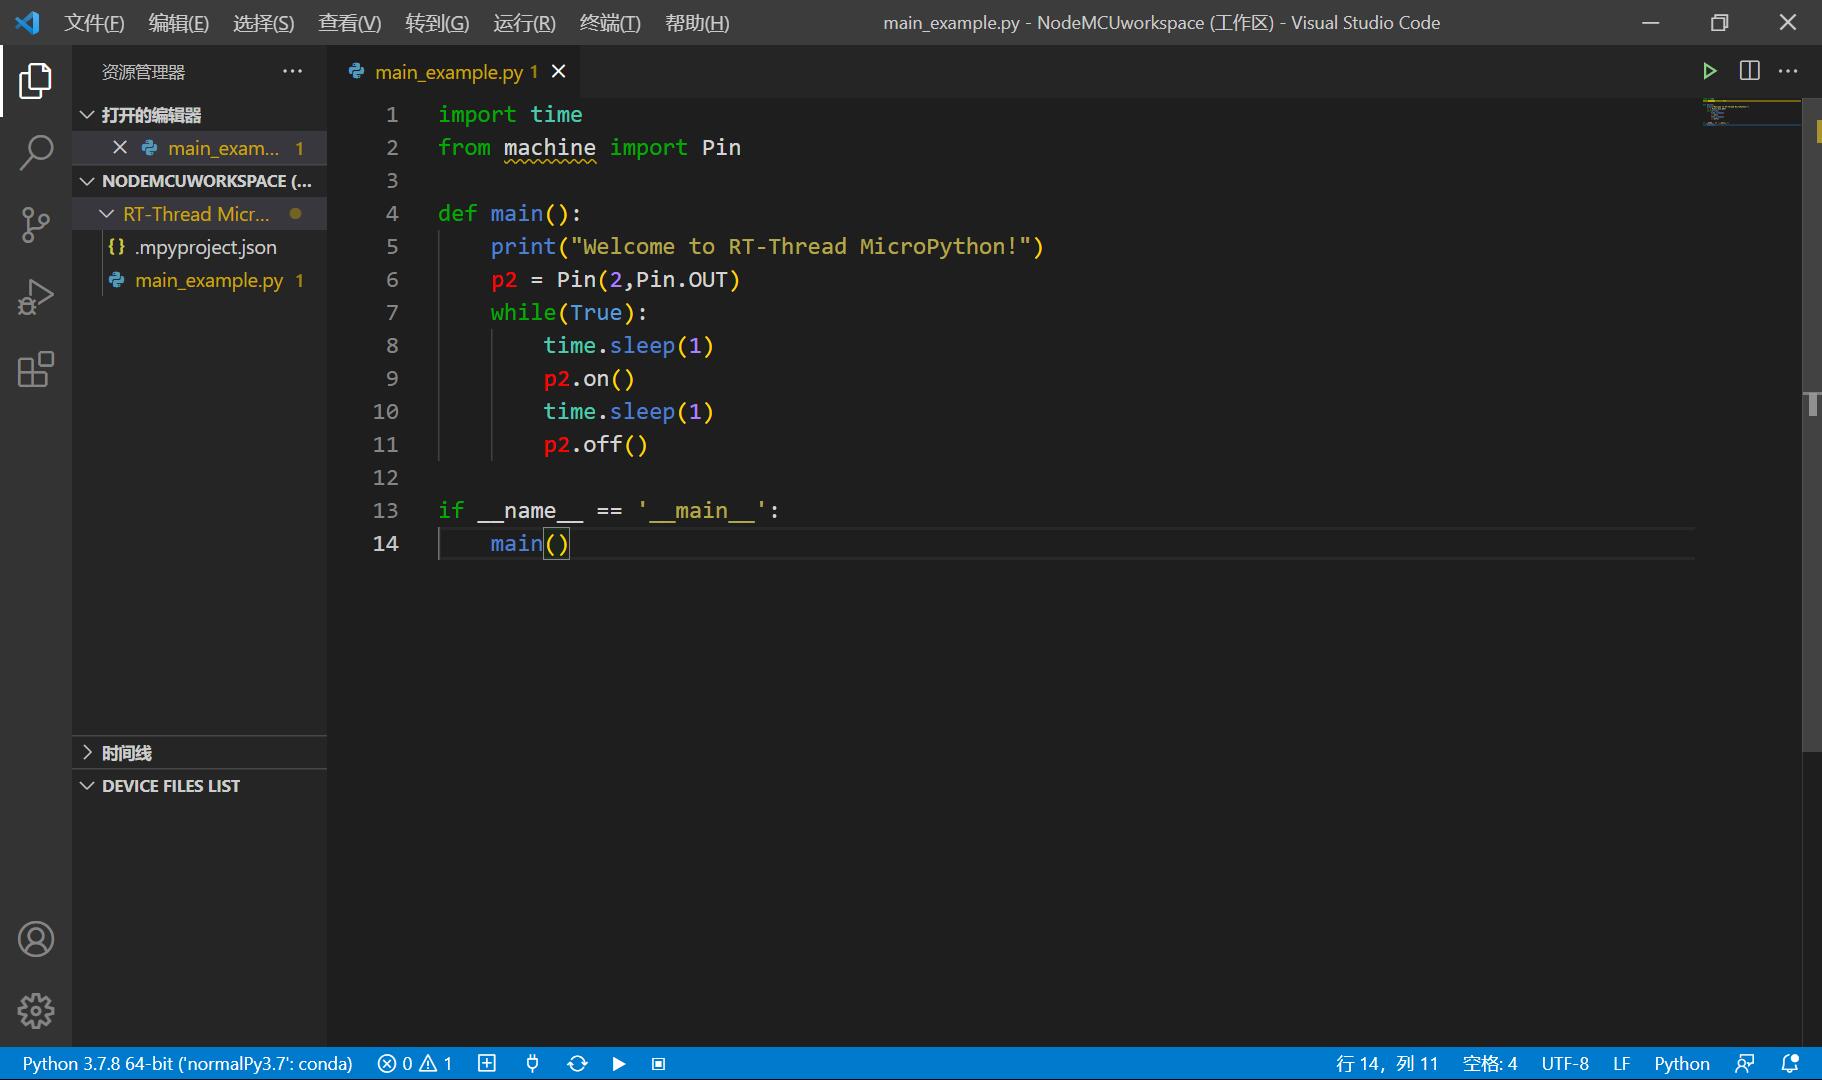 文件(F) 编辑(E) 选择(S) 查看(V) 转到(G) 运行(R) 终端(T) 帮助(H) main_example.py - NodeMCUworkspace (工作区) - Visual Studio Code
资源管理器
打开的编辑器
main_exam... 1
NODEMCUWORKSPACE (...
RT-Thread Micr...
.mpyproject.json
main_example.py 1
时间线
DEVICE FILES LIST
main_example.py 1
1 import time
2 from machine import Pin
3
4 def main():
5 print("Welcome to RT-Thread MicroPython!")
6 p2 = Pin(2,Pin.OUT)
7 while(True):
8 time.sleep(1)
9 p2.on()
10 time.sleep(1)
11 p2.off()
12
13 if __name__ == '__main__':
14 main()
Python 3.7.8 64-bit ('normalPy3.7': conda) 0 1 行 14，列 11 空格: 4 UTF-8 LF Python